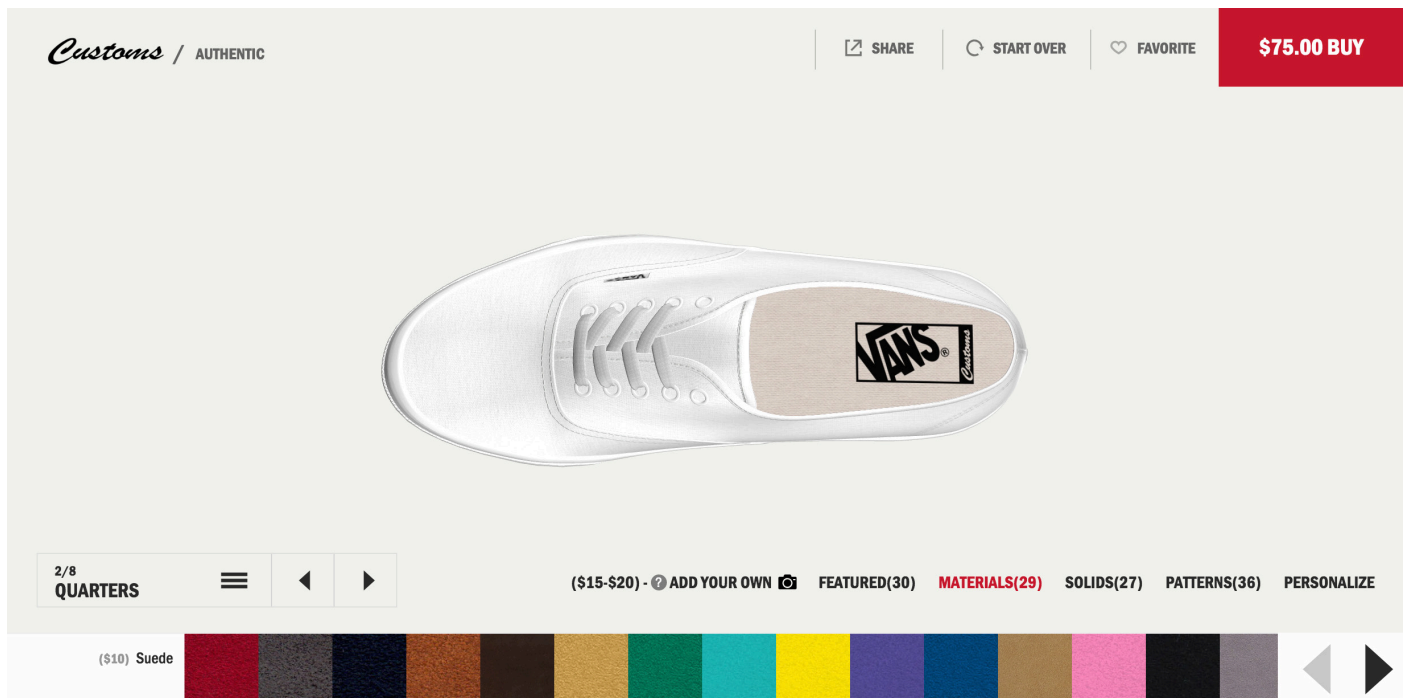 Customs / AUTHENTIC
SHARE
START OVER
FAVORITE
$75.00 BUY
VANS
VANS® Customs
2/8
QUARTERS
($15-$20) - ? ADD YOUR OWN
FEATURED(30)
MATERIALS(29)
SOLIDS(27)
PATTERNS(36)
PERSONALIZE
($10) Suede